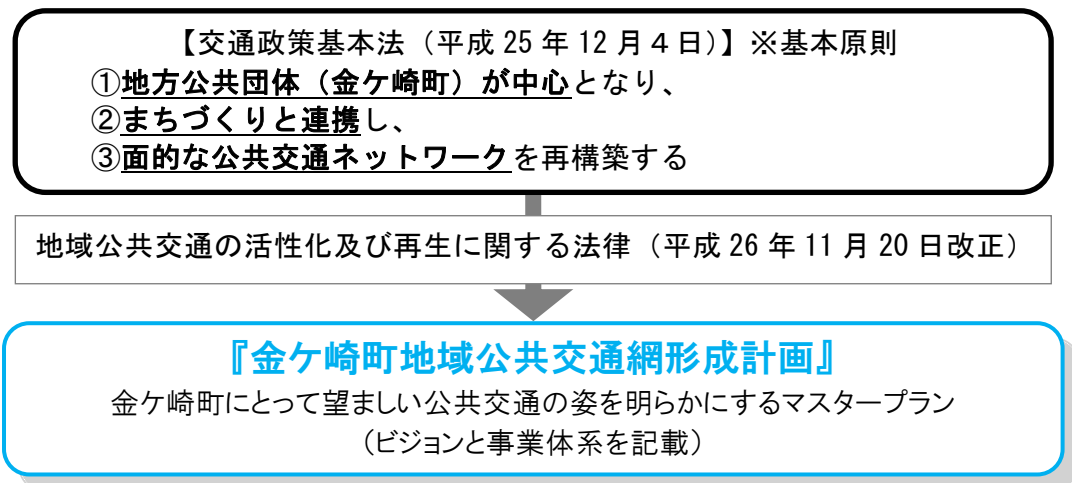 【交通政策基本法（平成 25 年 12 月４日）】※基本原則
①地方公共団体（金ケ崎町）が中心となり、
②まちづくりと連携し、
③面的な公共交通ネットワークを再構築する
地域公共交通の活性化及び再生に関する法律（平成 26 年 11 月 20 日改正）
『金ケ崎町地域公共交通網形成計画』
金ケ崎町にとって望ましい公共交通の姿を明らかにするマスタープラン
（ビジョンと事業体系を記載）